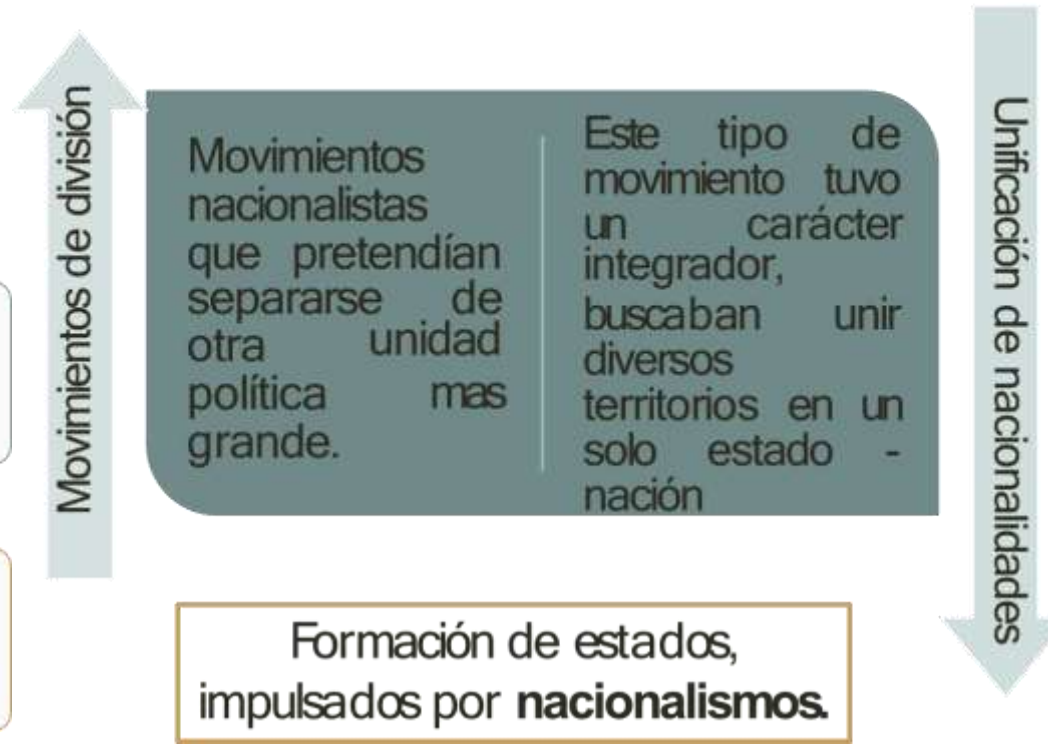 Movimientos de división
Movimientos
nacionalistas
que pretendían
separarse de
otra unidad
política mas
grande.
Este tipo de
movimiento tuvo
un carácter
integrador,
buscaban unir
diversos
territorios en un
solo estado -
nación
Unificación de nacionalidades
Formación de estados,
impulsados por nacionalismos.